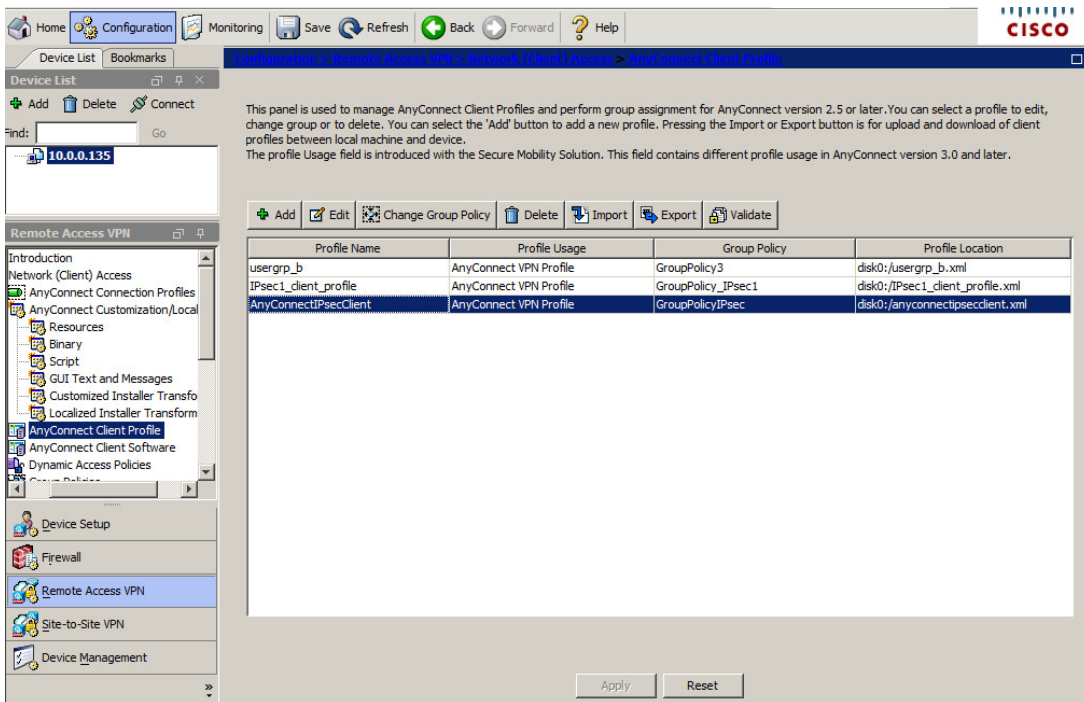 Home Configuration Monitoring Save Refresh Back Forward Help
CISCO
Device List Bookmarks
Configuration > Remote Access VPN > Network (Client) Access > AnyConnect Client Profile
Device List
Add Delete Connect
Find: Go
10.0.0.135
This panel is used to manage AnyConnect Client Profiles and perform group assignment for AnyConnect version 2.5 or later.You can select a profile to edit,
change group or to delete. You can select the 'Add' button to add a new profile. Pressing the Import or Export button is for upload and download of client
profiles between local machine and device.
The profile Usage field is introduced with the Secure Mobility Solution. This field contains different profile usage in AnyConnect version 3.0 and later.
Add Edit Change Group Policy Delete Import Export Validate
Profile Name Profile Usage Group Policy Profile Location
usergrp_b AnyConnect VPN Profile GroupPolicy3 disk0:/usergrp_b.xml
IPsec1_client_profile AnyConnect VPN Profile GroupPolicy_IPsec1 disk0:/IPsec1_client_profile.xml
AnyConnectIPsecClient AnyConnect VPN Profile GroupPolicyIPsec disk0:/anyconnectipsecclient.xml
Remote Access VPN
Introduction
Network (Client) Access
AnyConnect Connection Profiles
AnyConnect Customization/Local
Resources
Binary
Script
GUI Text and Messages
Customized Installer Transfo
Localized Installer Transform
AnyConnect Client Profile
AnyConnect Client Software
Dynamic Access Policies
Group Policies
Device Setup
Firewall
Remote Access VPN
Site-to-Site VPN
Device Management
»
Apply Reset